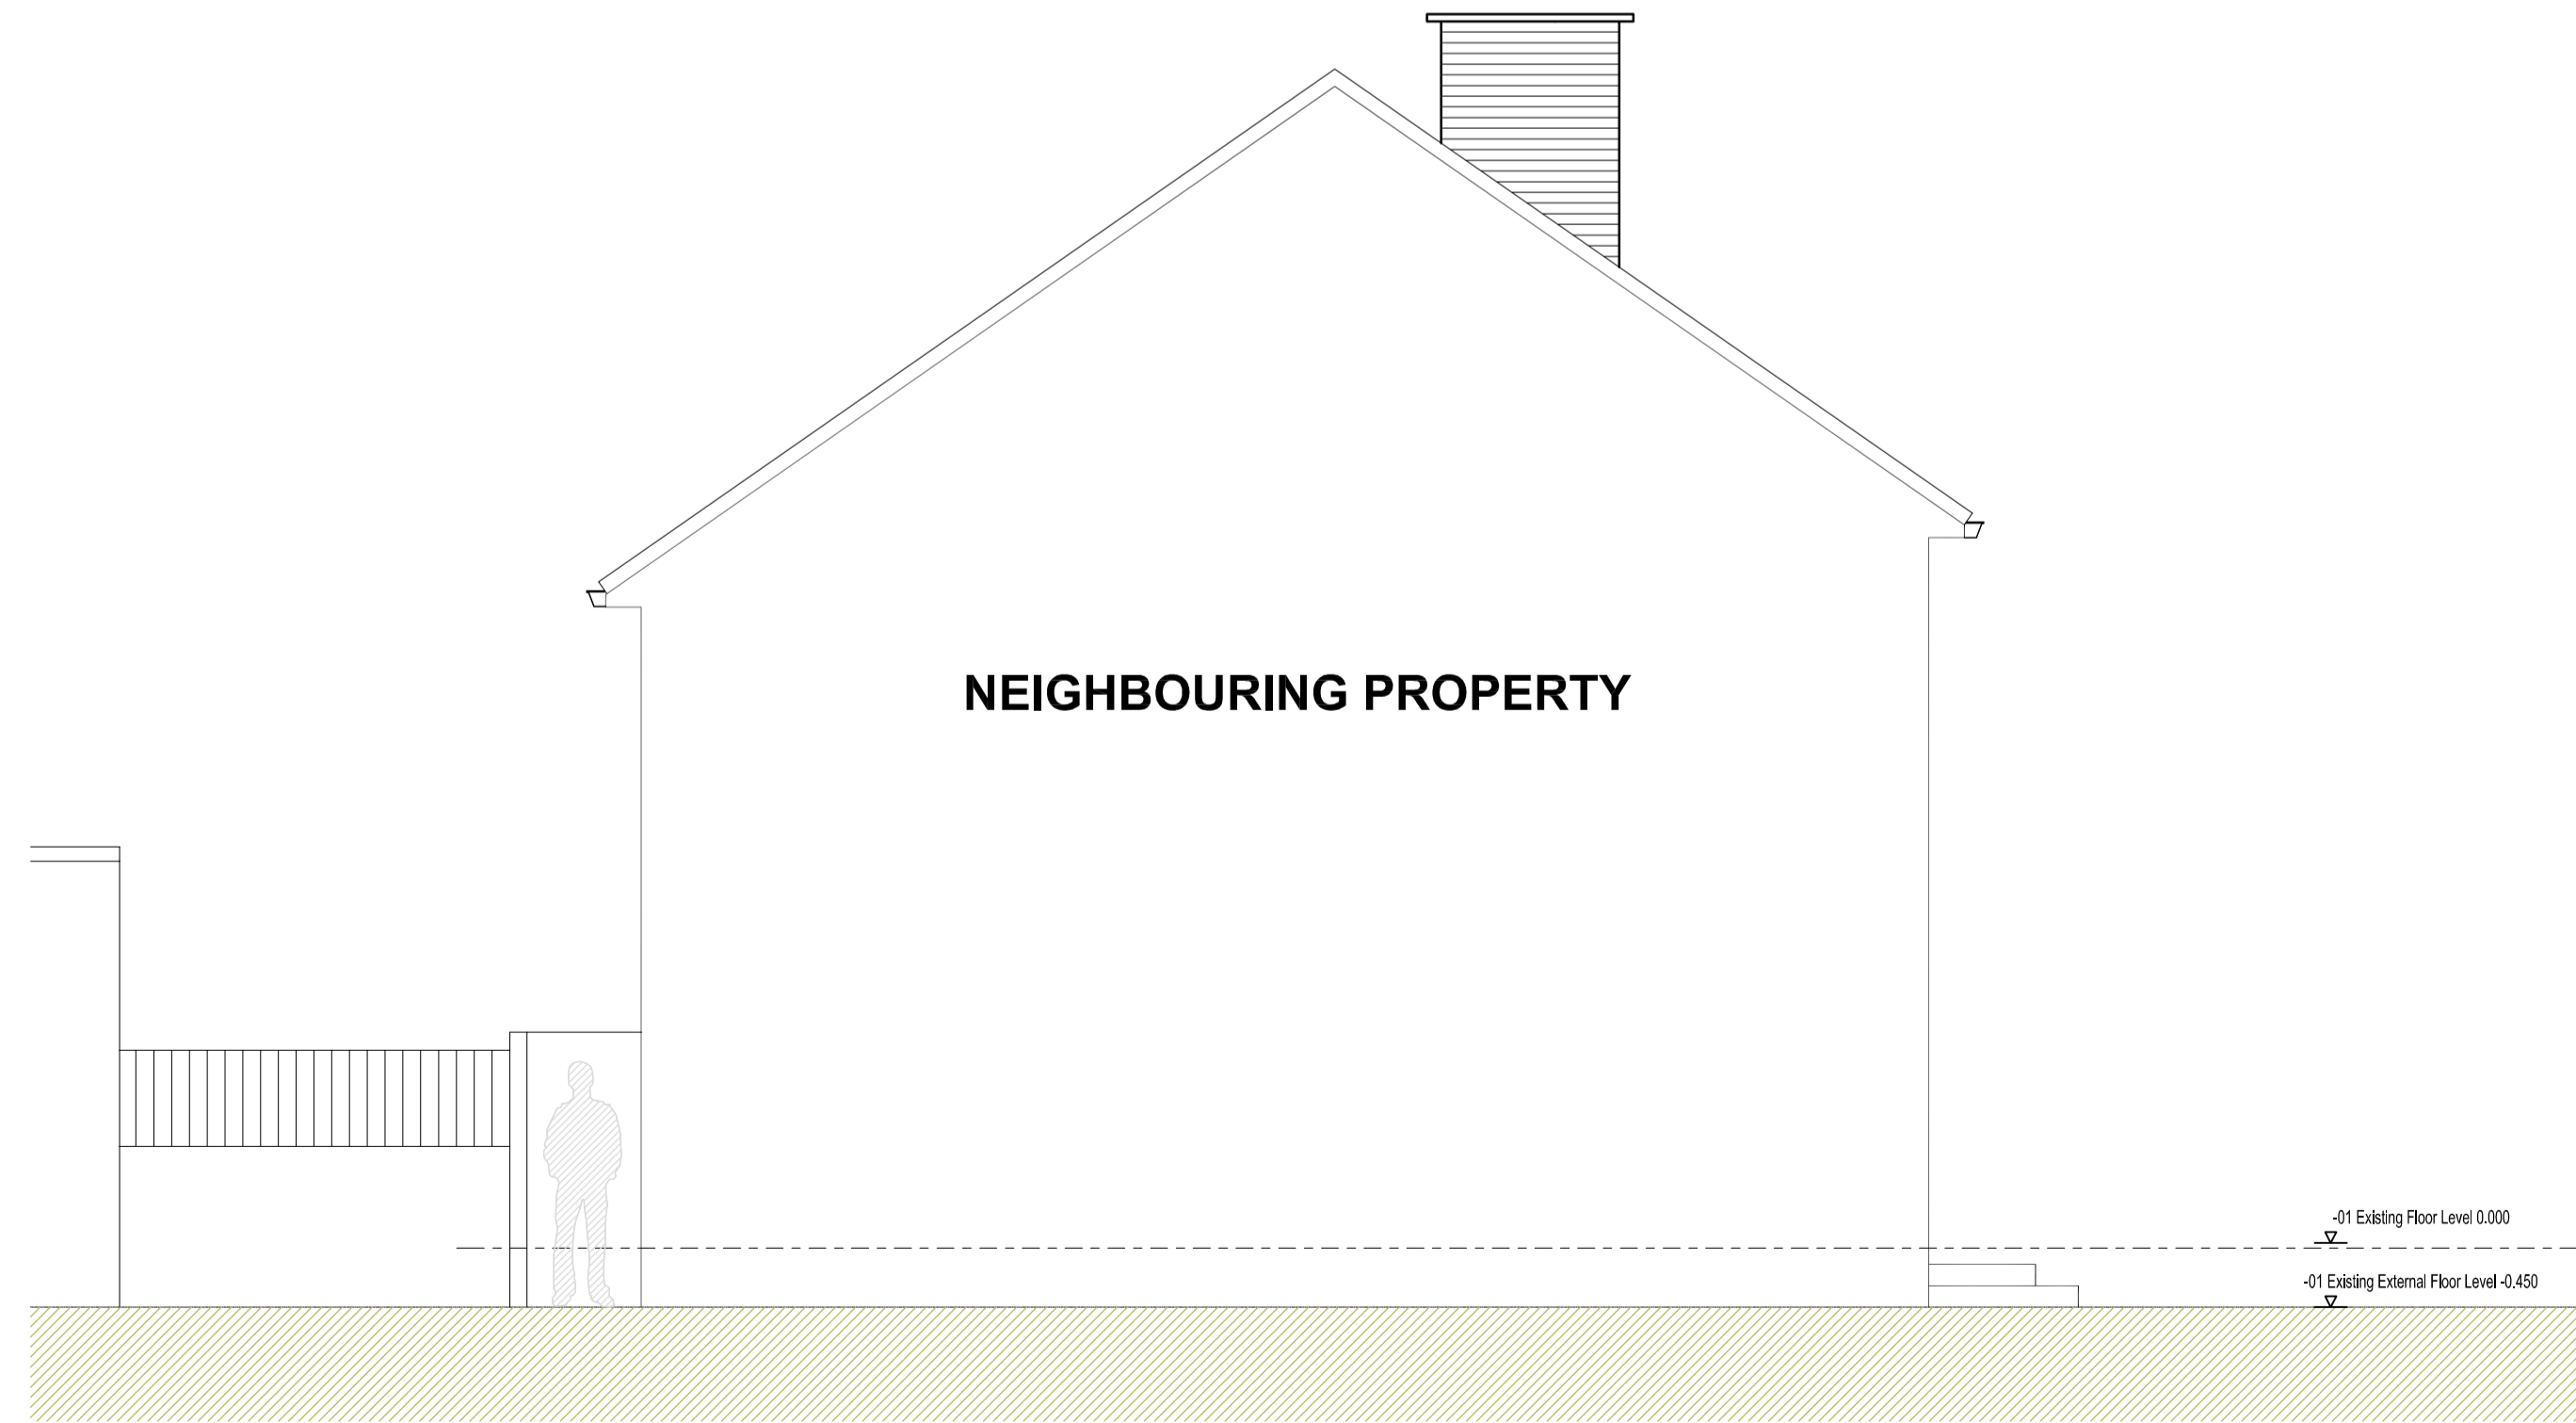 NEIGHBOURING PROPERTY
-01 Existing Floor Level 0.000
-01 Existing External Floor Level -0.450